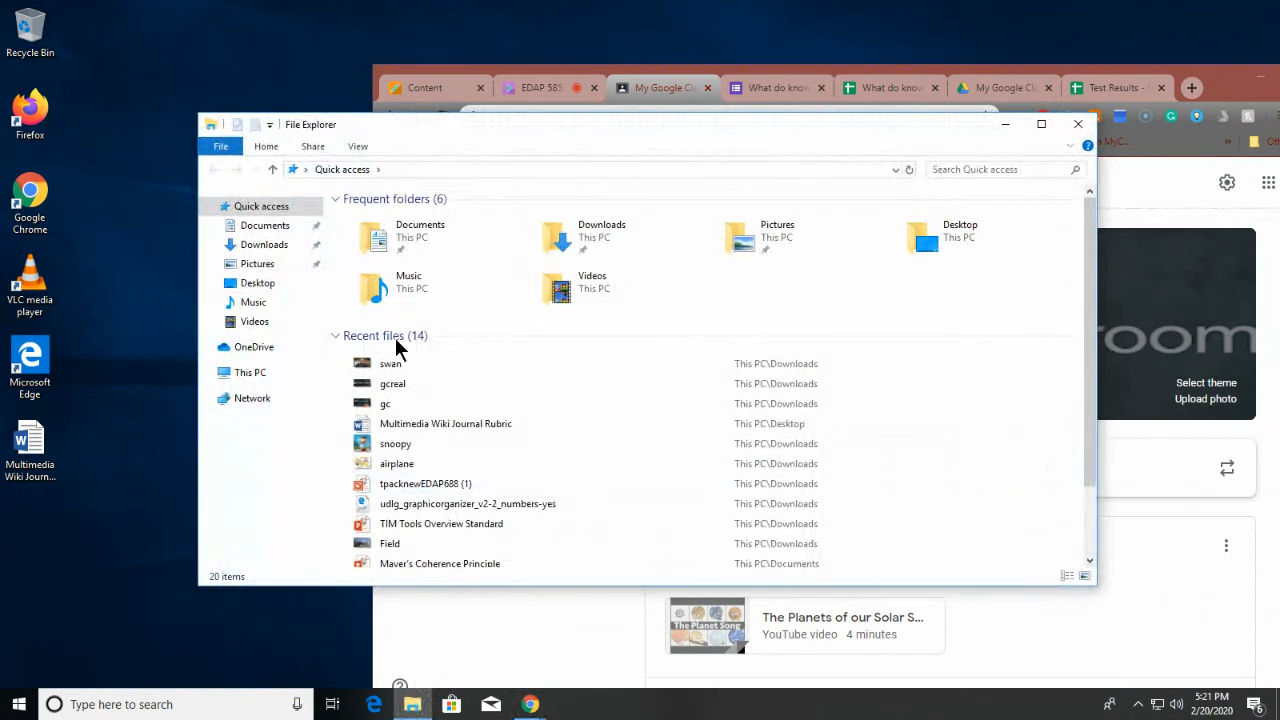 Recycle Bin
Firefox
Google
Chrome
VLC media
player
Microsoft
Edge
Multimedia
Wiki Journ...
Content
EDAP 585
My Google Cla
What do know
What do know
My Google Cl
Test Results -
File Explorer
File
Home
Share
View
Quick access
Search Quick access
Quick access
Documents
Downloads
Pictures
Desktop
Music
Videos
OneDrive
This PC
Network
Frequent folders (6)
Documents
This PC
Downloads
This PC
Pictures
This PC
Desktop
This PC
Music
This PC
Videos
This PC
Recent files (14)
swan This PC\Downloads
gcreal This PC\Downloads
gc This PC\Downloads
Multimedia Wiki Journal Rubric This PC\Desktop
snoopy This PC\Downloads
airplane This PC\Downloads
tpacknewEDAP688 (1) This PC\Downloads
udlg_graphicorganizer_v2-2_numbers-yes This PC\Downloads
TIM Tools Overview Standard This PC\Downloads
Field This PC\Downloads
Mayer's Coherence Principle This PC\Documents
20 items
room
Select theme
Upload photo
The Planet Song
The Planets of our Solar S...
YouTube video 4 minutes
Type here to search
5:21 PM
2/20/2020
6